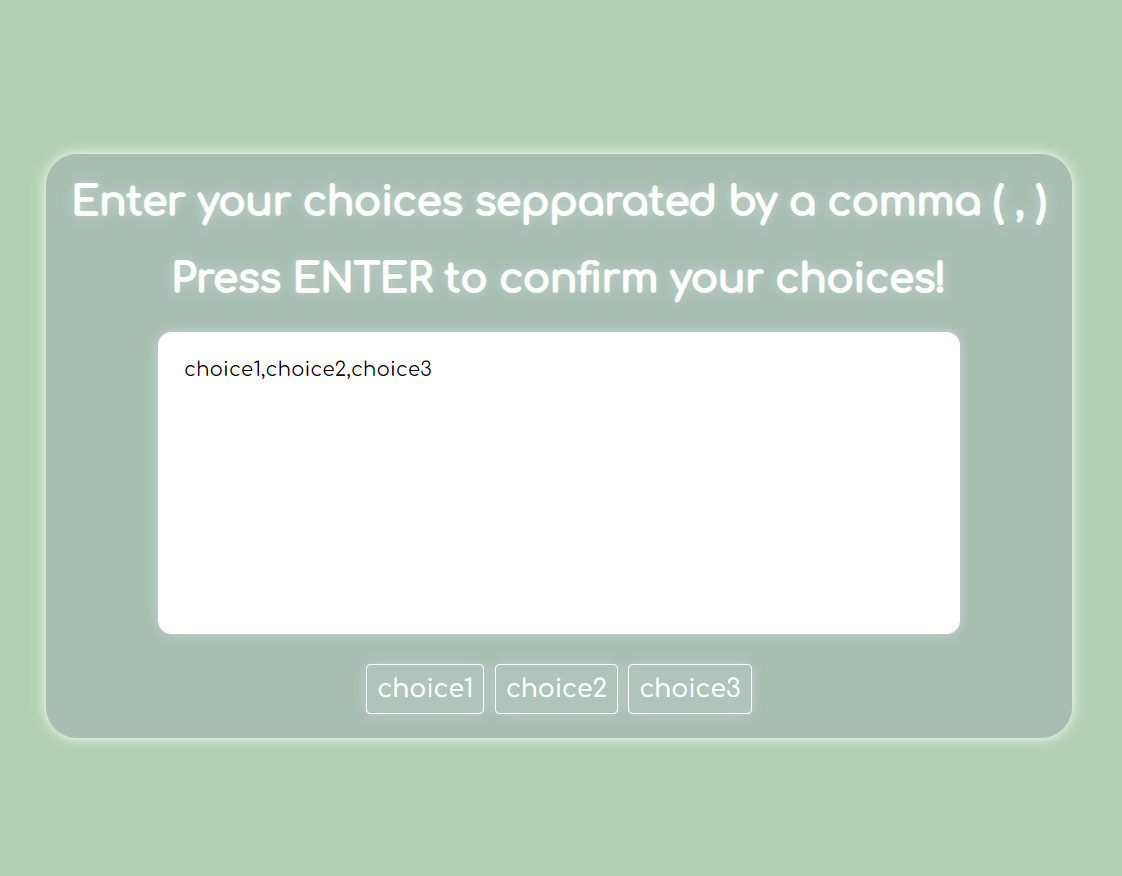 Enter your choices sepparated by a comma ( , )
Press ENTER to confirm your choices!
choice1,choice2,choice3
choice1 choice2 choice3